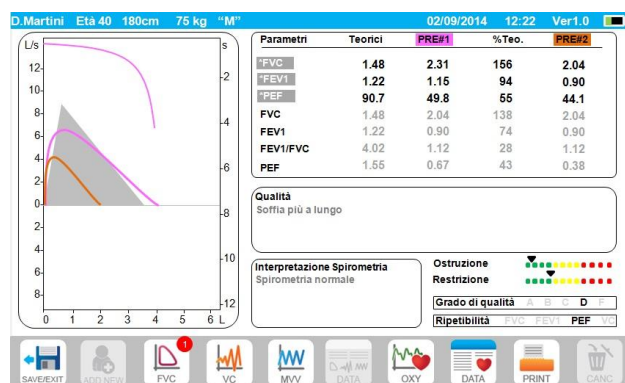 D.Martini Età 40 180cm 75 kg “M” 02/09/2014 12:22 Ver1.0
L/s s
12
10
8
6
4
2
0
2
4
6
8
-2
-4
-6
-8
-10
-12
0 1 2 3 4 5 6 L
Parametri Teorici PRE#1 %Teo. PRE#2
*FVC 1.48 2.31 156 2.04
*FEV1 1.22 1.15 94 0.90
*PEF 90.7 49.8 55 44.1
FVC 1.48 2.04 138 2.04
FEV1 1.22 0.90 74 0.90
FEV1/FVC 4.02 1.12 28 1.12
PEF 1.55 0.67 43 0.38
Qualità
Soffia più a lungo
Interpretazione Spirometria
Spirometria normale
Ostruzione
Restrizione
Grado di qualità A B C D F
Ripetibilità FVC FEV1 PEF VC
1
SAVE/EXIT ADD NEW FVC VC MVV DATA OXY DATA PRINT CANC